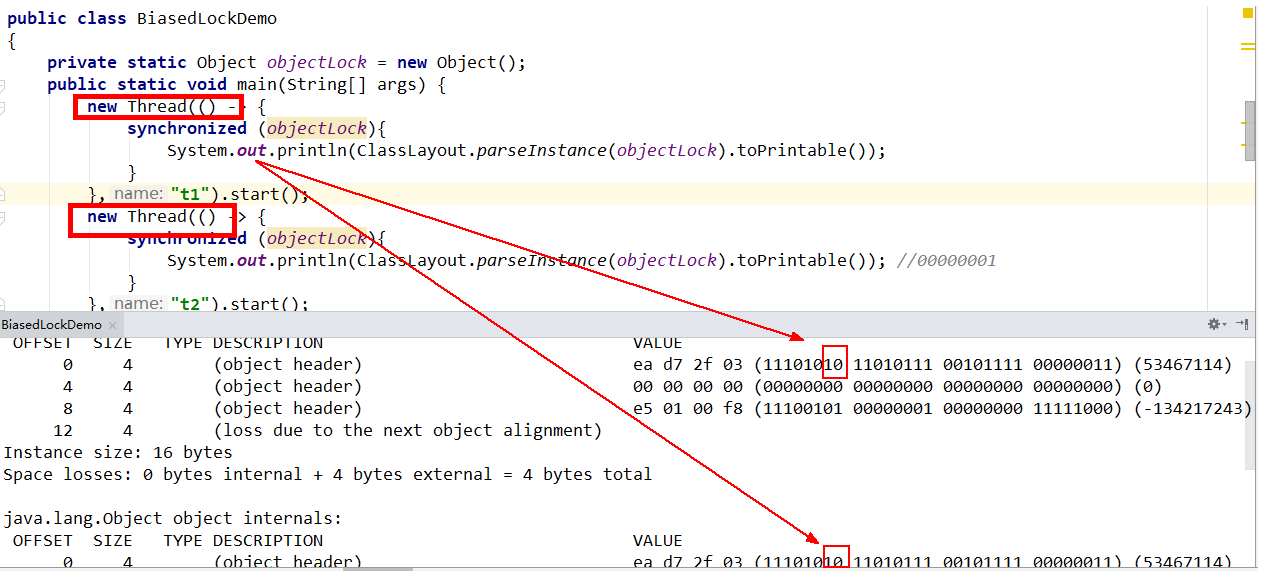 public class BiasedLockDemo
{
private static Object objectLock = new Object();
public static void main(String[] args) {
new Thread(() -> {
synchronized (objectLock){
System.out.println(ClassLayout.parseInstance(objectLock).toPrintable());
}
}, name: "t1").start();
new Thread(() -> {
synchronized (objectLock){
System.out.println(ClassLayout.parseInstance(objectLock).toPrintable()); //00000001
}
}, name: "t2").start();
BiasedLockDemo ×
OFFSET SIZE TYPE DESCRIPTION VALUE
0 4 (object header) ea d7 2f 03 (11101010 11010111 00101111 00000011) (53467114)
4 4 (object header) 00 00 00 00 (00000000 00000000 00000000 00000000) (0)
8 4 (object header) e5 01 00 f8 (11100101 00000001 00000000 11111000) (-134217243)
12 4 (loss due to the next object alignment)
Instance size: 16 bytes
Space losses: 0 bytes internal + 4 bytes external = 4 bytes total
java.lang.Object object internals:
OFFSET SIZE TYPE DESCRIPTION VALUE
0 4 (object header) ea d7 2f 03 (11101010 11010111 00101111 00000011) (53467114)